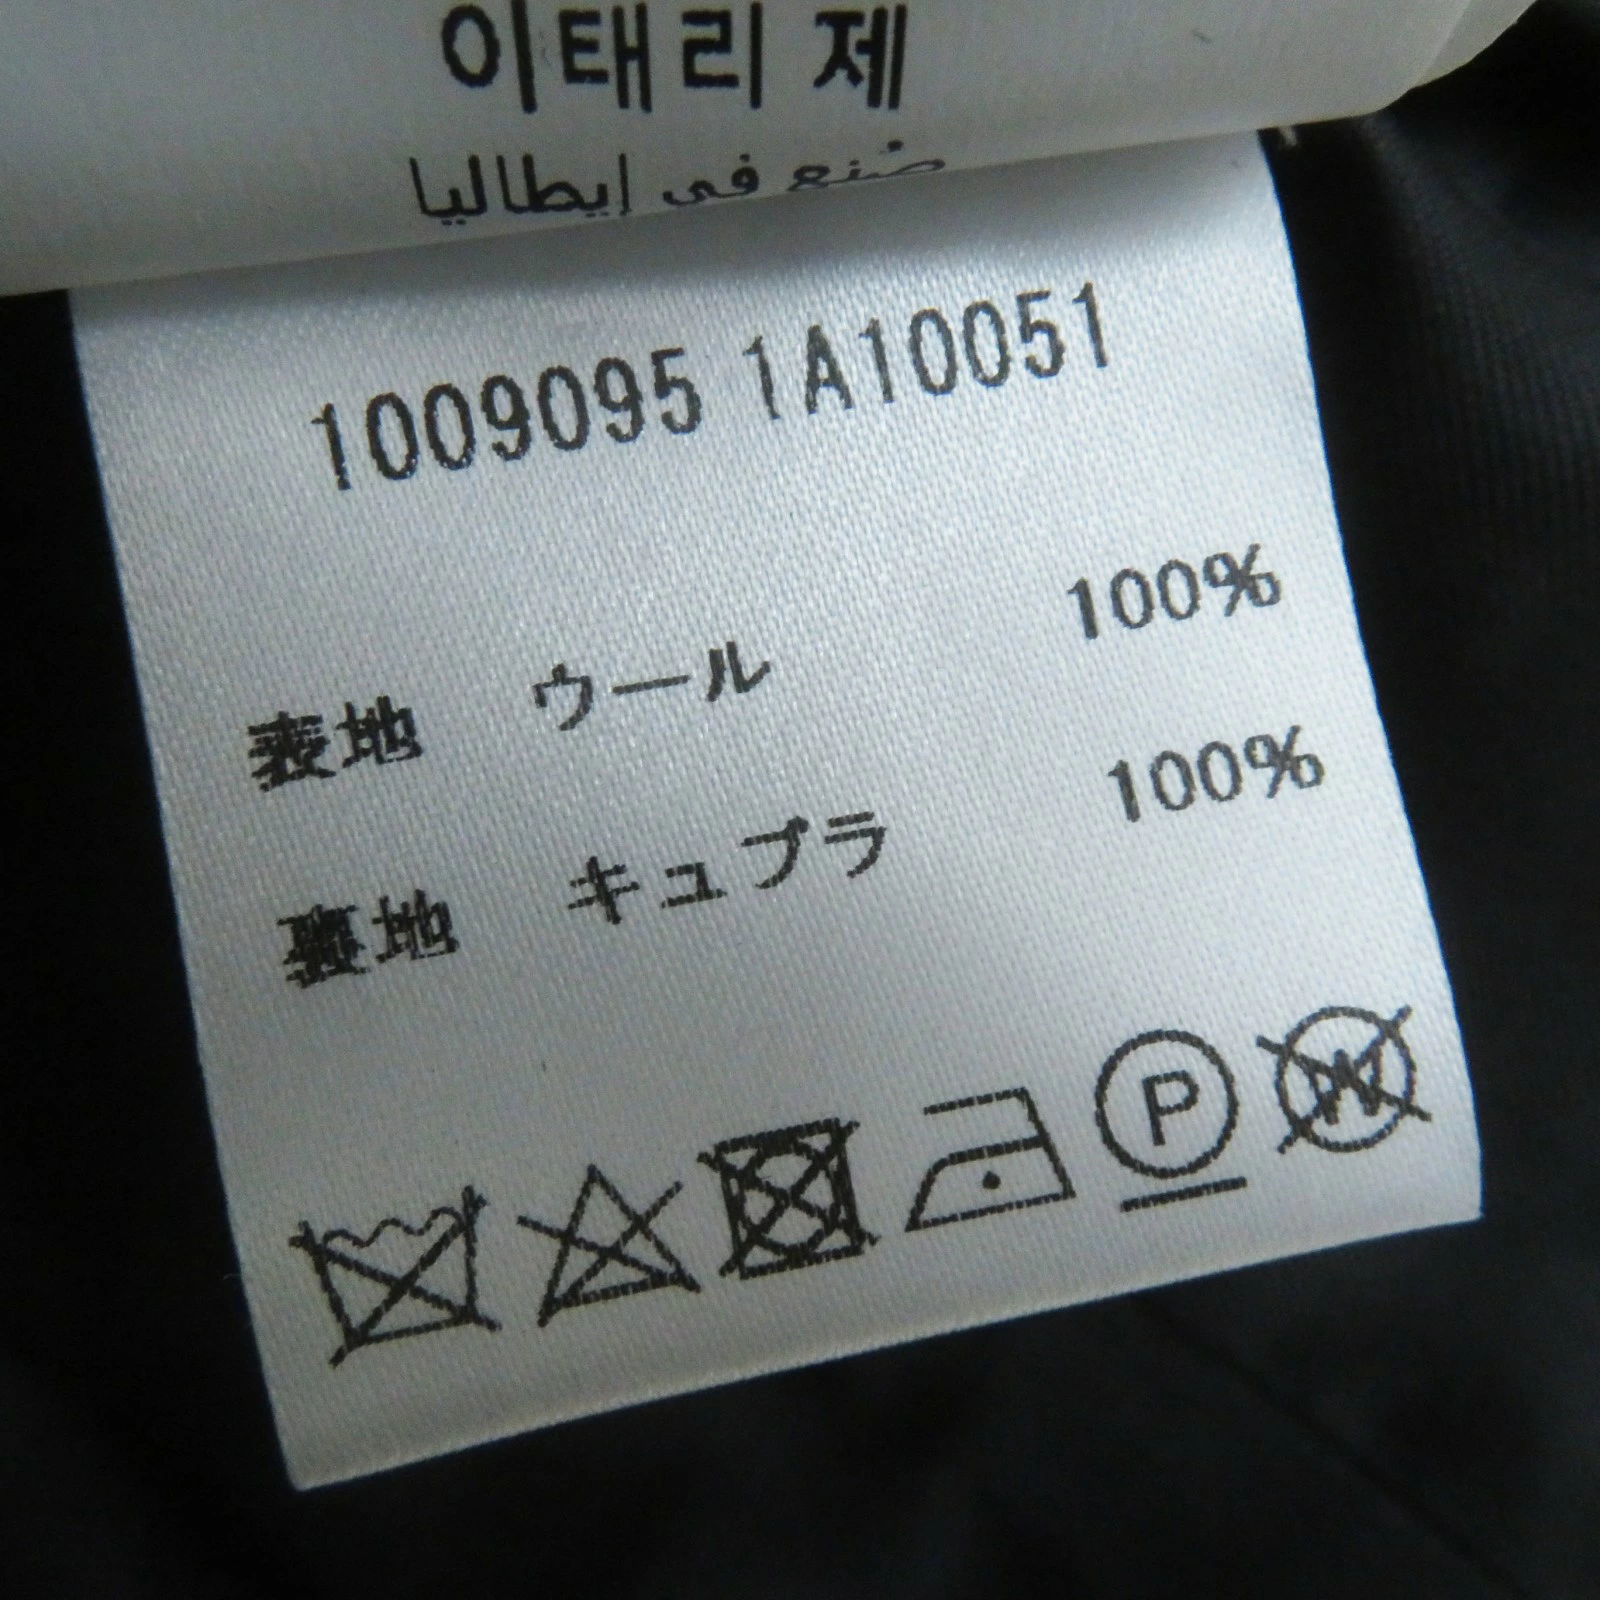 이태리 제
صُنع في إيطاليا
1009095 1A10051
表地 ウール 100%
裏地 キュプラ 100%
P W